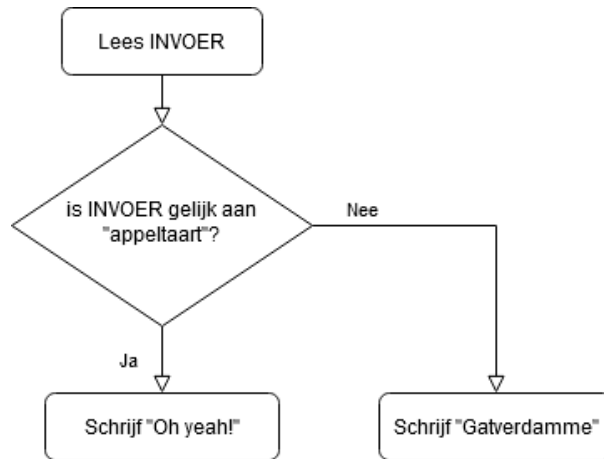 Lees INVOER
is INVOER gelijk aan
"appeltaart"?
Nee
Ja
Schrijf "Oh yeah!"
Schrijf "Gatverdamme"